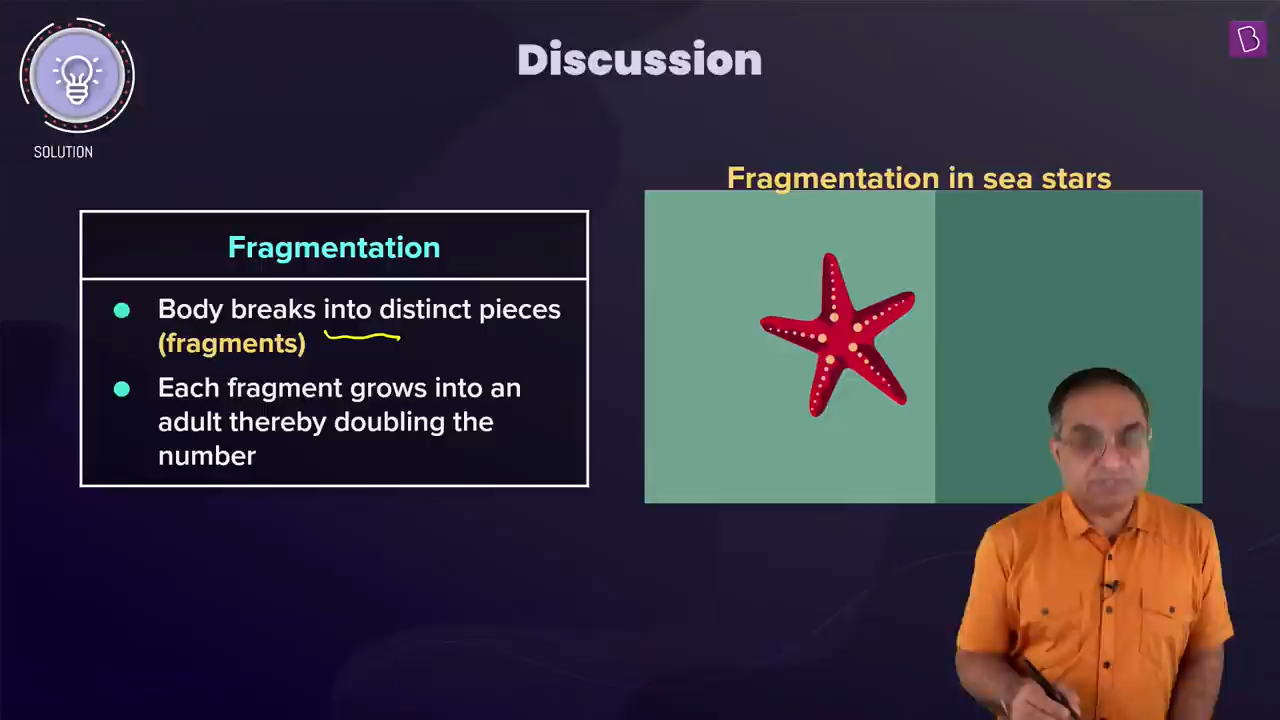 Discussion
SOLUTION
Fragmentation in sea stars
Fragmentation
Body breaks into distinct pieces
(fragments)
Each fragment grows into an
adult thereby doubling the
number